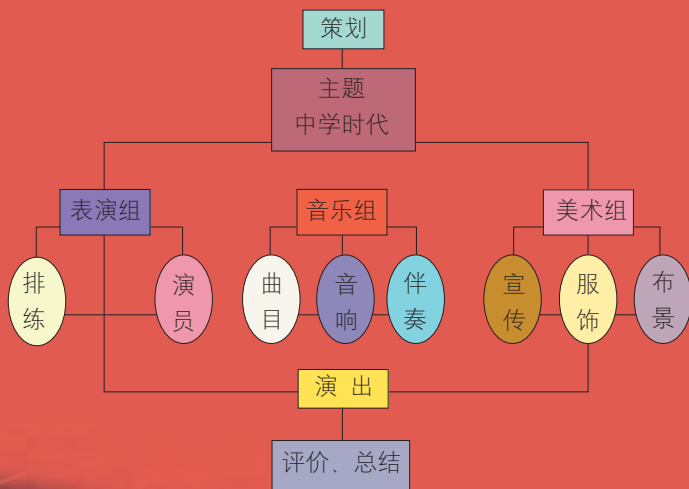 策划
主题
中学时代
表演组
音乐组
美术组
排练
演员
曲目
音响
伴奏
宣传
服饰
布景
演 出
评价、总结